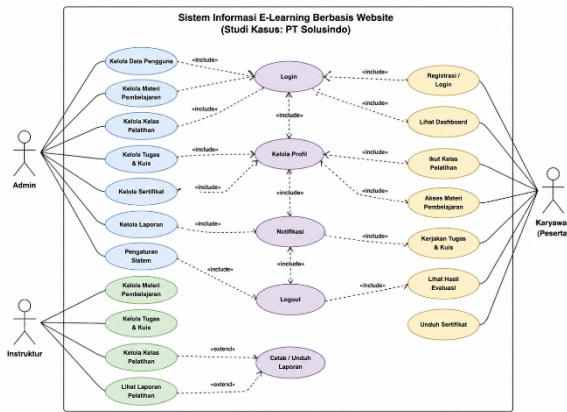 Sistem Informasi E-Learning Berbasis Website
(Studi Kasus: PT Solusindo)
Kelola Data Pengguna
«include»
Login
«include»
Registrasi /
Login
Kelola Materi
Pembelajaran
«include»
Kelola Kelas
Pelatihan
«include»
«include»
Lihat Dashboard
Kelola Tugas
& Kuis
«include»
Kelola Profil
«include»
Ikut Kelas
Pelatihan
Admin
Kelola Sertifikat
«include»
«include»
Akses Materi
Pembelajaran
Karyawan
(Peserta
Kelola Laporan
«include»
Notifikasi
«include»
Kerjakan Tugas
& Kuis
Pengaturan
Sistem
«include»
«include»
Lihat Hasil
Evaluasi
Kelola Materi
Pembelajaran
Logout
«include»
Kelola Tugas
& Kuis
Unduh Sertifikat
Instruktur
Kelola Kelas
Pelatihan
«extend»
Cetak / Unduh
Laporan
Lihat Laporan
Pelatihan
«extend»